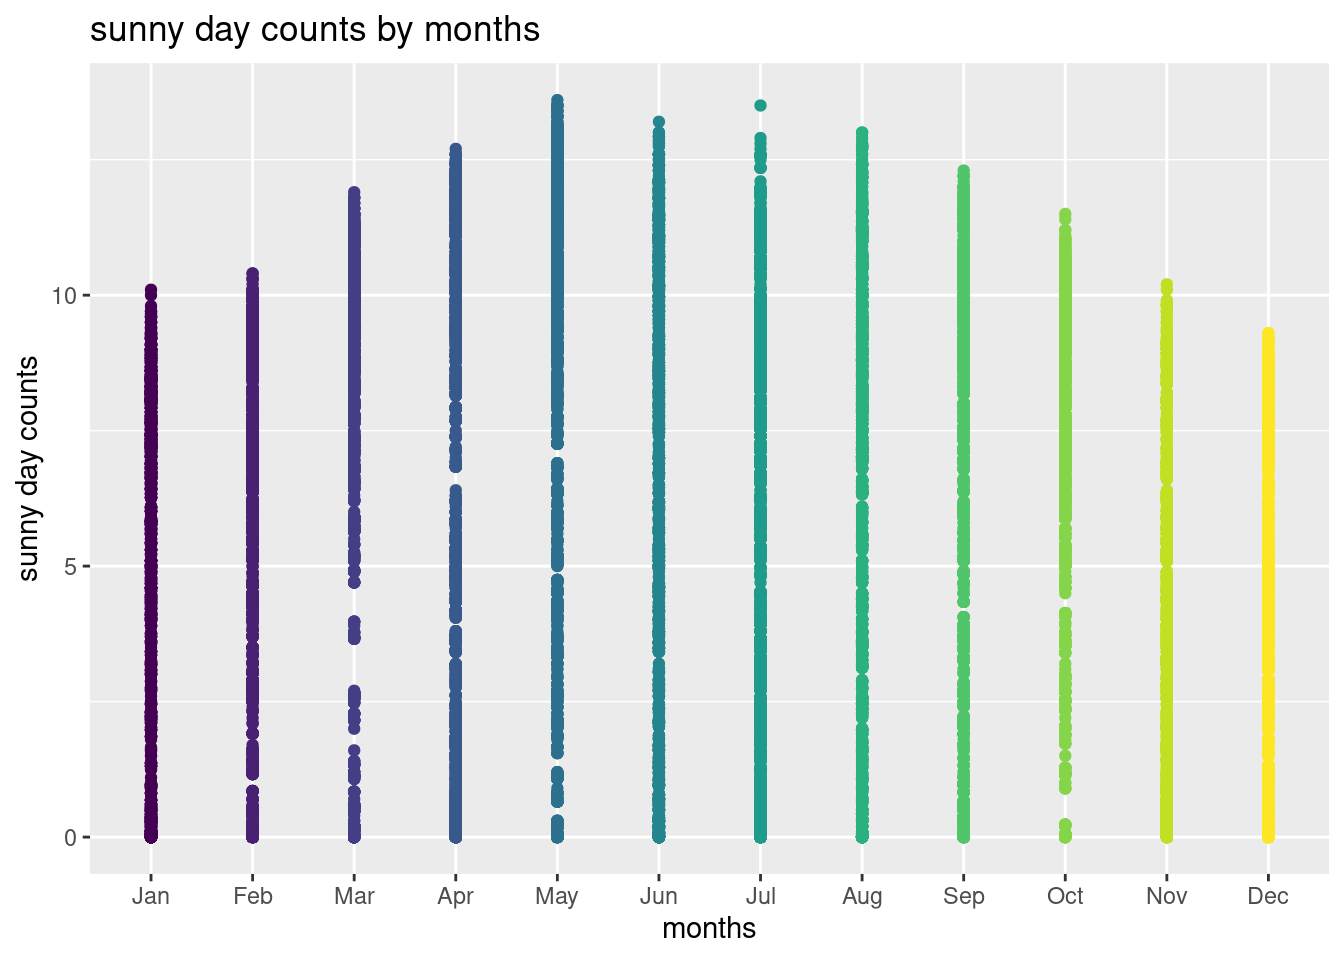 sunny day counts by months
sunny day counts
10
5
0
Jan Feb Mar Apr May Jun Jul Aug Sep Oct Nov Dec
months